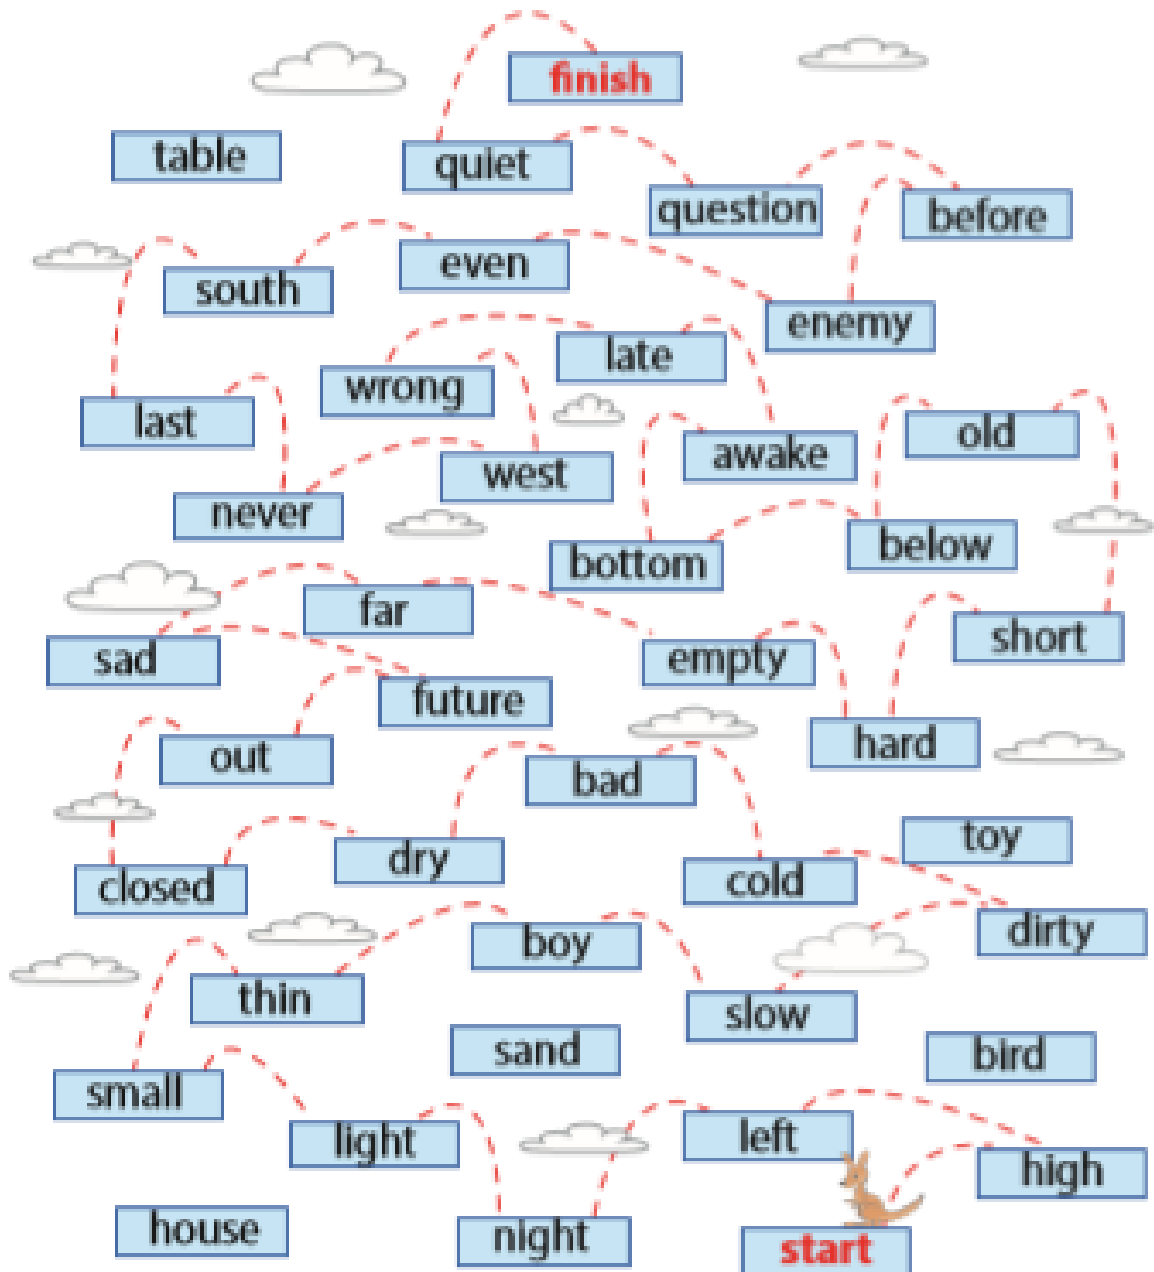 finish
table
quiet
question
before
even
south
enemy
late
wrong
last
old
awake
west
never
below
bottom
far
short
sad
empty
future
hard
out
bad
toy
dry
cold
closed
dirty
boy
thin
slow
sand
bird
small
left
light
high
house
night
start